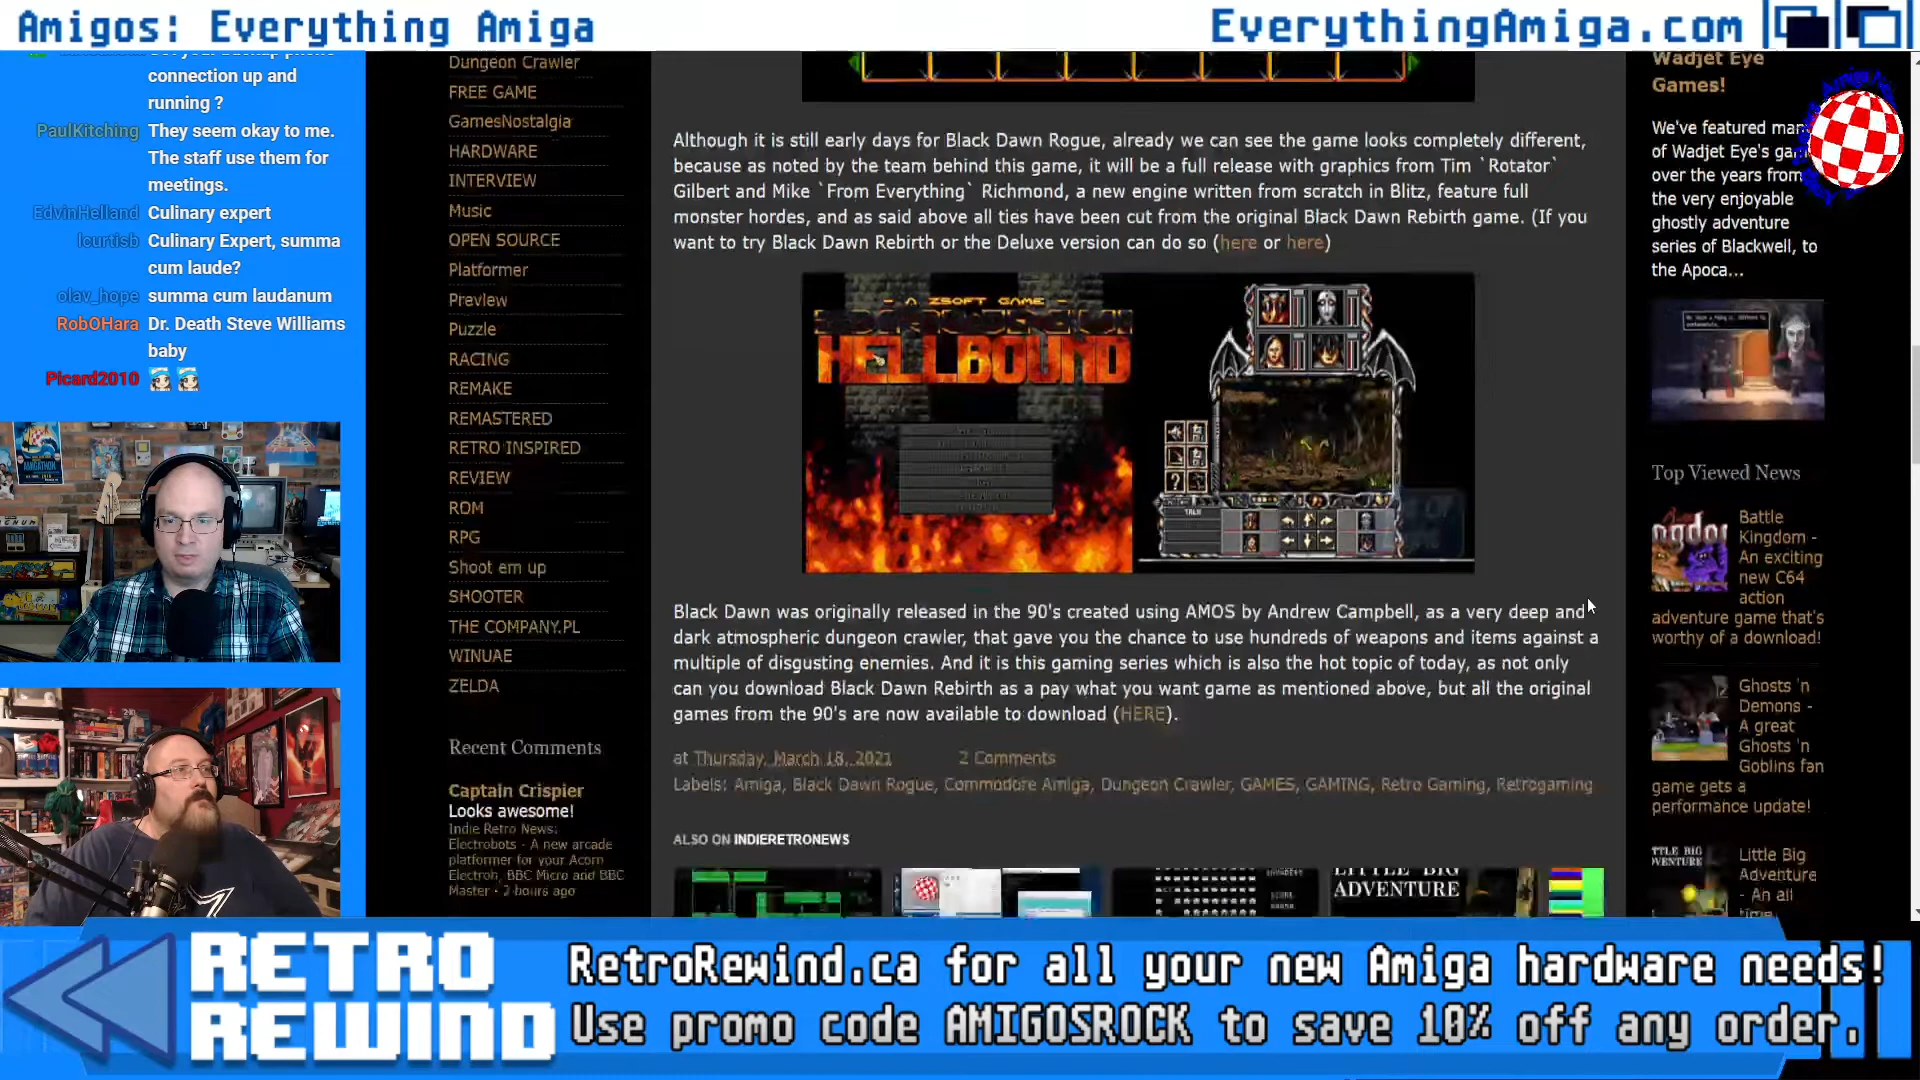 Amigos: Everything Amiga
EverythingAmiga.com
connection up and
running ?
PaulKitching They seem okay to me.
The staff use them for
meetings.
EdvinHelland Culinary expert
lcurtisb Culinary Expert, summa
cum laude?
olav_hope summa cum laudanum
RobOHara Dr. Death Steve Williams
baby
Picard2010
Dungeon Crawler
FREE GAME
GamesNostalgia
HARDWARE
INTERVIEW
Music
OPEN SOURCE
Platformer
Preview
Puzzle
RACING
REMAKE
REMASTERED
RETRO INSPIRED
REVIEW
ROM
RPG
Shoot em up
SHOOTER
THE COMPANY.PL
WINUAE
ZELDA
Recent Comments
Captain Crispier
Looks awesome!
Indie Retro News:
Electrobots - A new arcade
platformer for your Acorn
Electron, BBC Micro and BBC
Master · 2 hours ago
Although it is still early days for Black Dawn Rogue, already we can see the game looks completely different,
because as noted by the team behind this game, it will be a full release with graphics from Tim `Rotator`
Gilbert and Mike `From Everything` Richmond, a new engine written from scratch in Blitz, feature full
monster hordes, and as said above all ties have been cut from the original Black Dawn Rebirth game. (If you
want to try Black Dawn Rebirth or the Deluxe version can do so (here or here)
- A ZSOFT GAME -
HELLBOUND
TALK
Black Dawn was originally released in the 90's created using AMOS by Andrew Campbell, as a very deep and
dark atmospheric dungeon crawler, that gave you the chance to use hundreds of weapons and items against a
multiple of disgusting enemies. And it is this gaming series which is also the hot topic of today, as not only
can you download Black Dawn Rebirth as a pay what you want game as mentioned above, but all the original
games from the 90's are now available to download (HERE).
at Thursday, March 18, 2021 2 Comments
Labels: Amiga, Black Dawn Rogue, Commodore Amiga, Dungeon Crawler, GAMES, GAMING, Retro Gaming, Retrogaming
ALSO ON INDIERETRONEWS
ADVENTURE
Wadjet Eye
Games!
We've featured man
of Wadjet Eye's ga
over the years from
the very enjoyable
ghostly adventure
series of Blackwell, to
the Apoca...
Top Viewed News
Battle
Kingdom -
An exciting
new C64
action
adventure game that's
worthy of a download!
Ghosts 'n
Demons -
A great
Ghosts 'n
Goblins fan
game gets a
performance update!
Little Big
Adventure
- An all
RETRO
REWIND
RetroRewind.ca for all your new Amiga hardware needs!
Use promo code AMIGOSROCK to save 10% off any order.